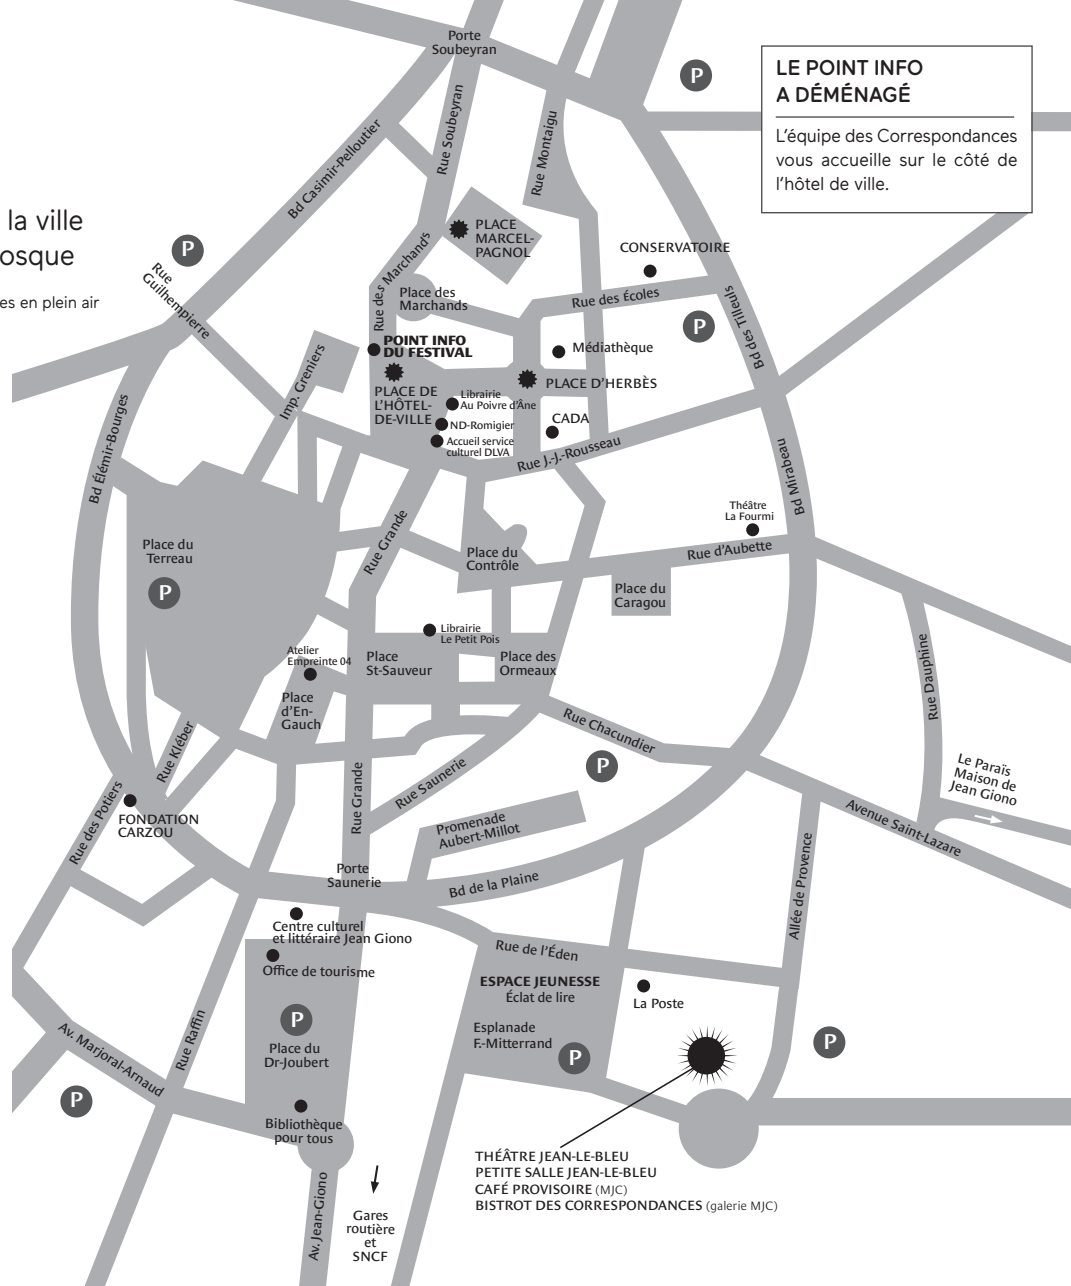 Porte
Soubeyran
P
LE POINT INFO
A DÉMÉNAGÉ
L'équipe des Correspondances
vous accueille sur le côté de
l'hôtel de ville.
Rue Soubeyran
Rue Montaigu
Bd Casimir-Pelloutier
la ville
osque
es en plein air
P
Rue
Guilhempierre
PLACE
MARCEL-
PAGNOL
CONSERVATOIRE
Rue des Marchands
Place des
Marchands
Rue des Écoles
P
Bd des Tilleuls
POINT INFO
DU FESTIVAL
Médiathèque
Imp. Greniers
PLACE DE
L'HÔTEL-
DE-VILLE
PLACE D'HERBÈS
Librairie
Au Poivre d'Âne
ND-Romigier
CADA
Accueil service
culturel DLVA
Rue J.-J.-Rousseau
Bd Élémir-Bourges
Bd Mirabeau
Théâtre
La Fourmi
Rue Grande
Place du
Terreau
P
Place du
Contrôle
Rue d'Aubette
Place du
Caragou
Librairie
Le Petit Pois
Atelier
Empreinte 04
Place
St-Sauveur
Place des
Ormeaux
Rue Dauphine
Place
d'En-
Gauch
Rue Chacundier
P
Rue Kléber
Le Paraïs
Maison de
Jean Giono
Rue Grande
Rue Saunerie
Rue des Potiers
FONDATION
CARZOU
Promenade
Aubert-Millot
Avenue Saint-Lazare
Allée de Provence
Porte
Saunerie
Bd de la Plaine
Centre culturel
et littéraire Jean Giono
Office de tourisme
Rue de l'Éden
ESPACE JEUNESSE
Éclat de lire
La Poste
Esplanade
F.-Mitterrand
P
P
Av. Marjoral-Arnaud
Rue Raffin
P
Place du
Dr-Joubert
P
Bibliothèque
pour tous
Av. Jean-Giono
Gares
routière
et
SNCF
THÉÂTRE JEAN-LE-BLEU
PETITE SALLE JEAN-LE-BLEU
CAFÉ PROVISOIRE (MJC)
BISTROT DES CORRESPONDANCES (galerie MJC)